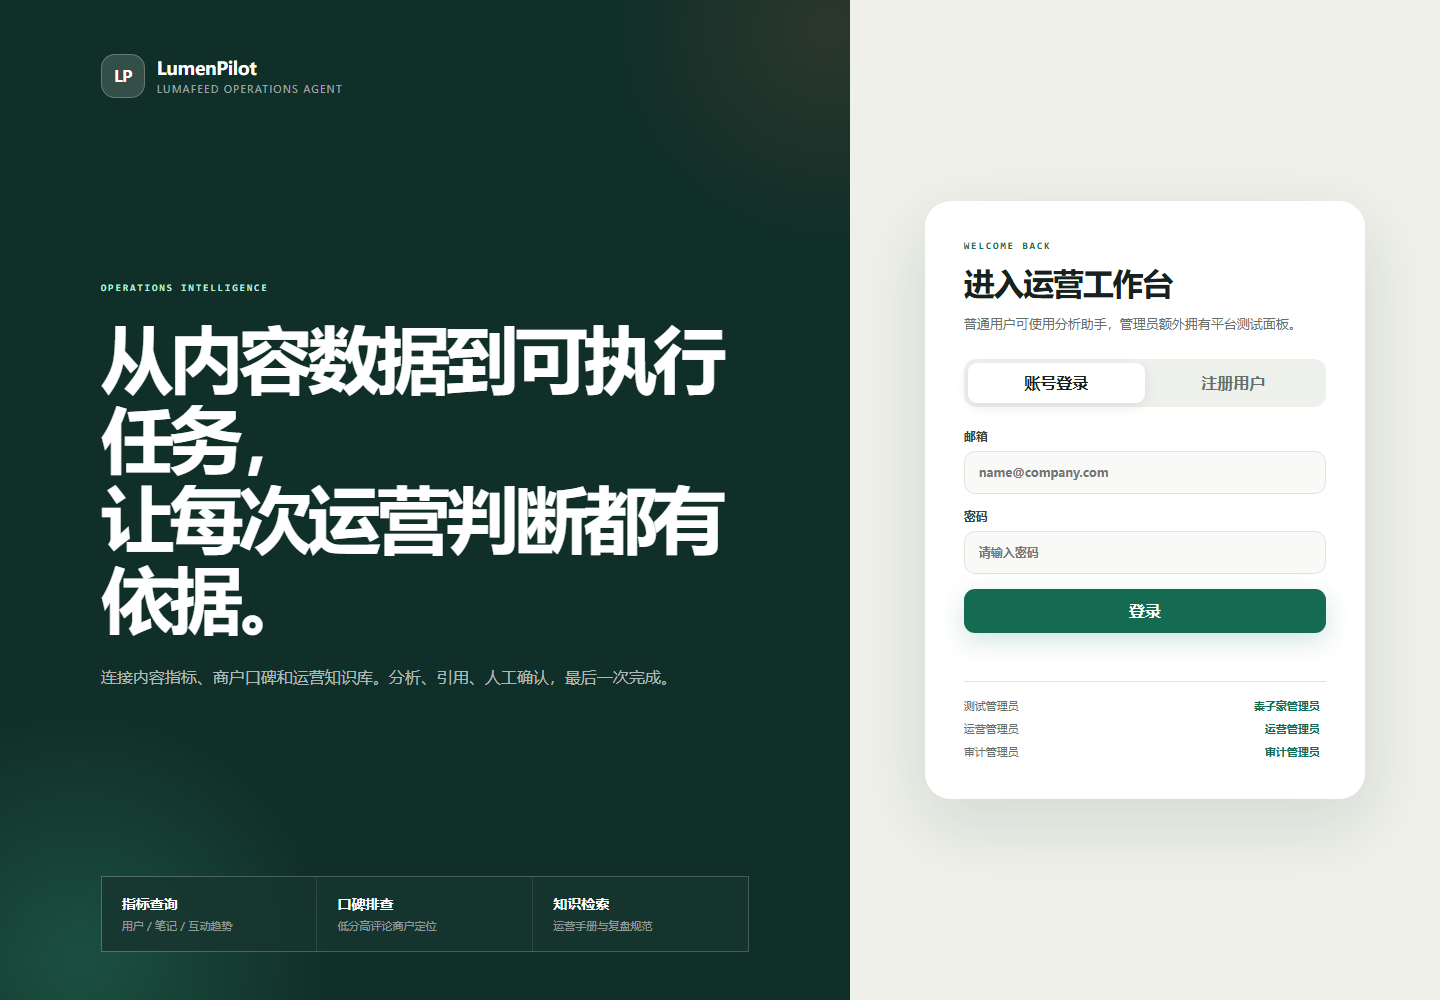 LP
LumenPilot
LUMAFEED OPERATIONS AGENT
OPERATIONS INTELLIGENCE
从内容数据到可执行
任务，
让每次运营判断都有
依据。
连接内容指标、商户口碑和运营知识库。分析、引用、人工确认，最后一次完成。
指标查询
用户 / 笔记 / 互动趋势
口碑排查
低分高评论商户定位
知识检索
运营手册与复盘规范
WELCOME BACK
进入运营工作台
普通用户可使用分析助手，管理员额外拥有平台测试面板。
账号登录
注册用户
邮箱
name@company.com
密码
请输入密码
登录
测试管理员
秦子豪管理员
运营管理员
运营管理员
审计管理员
审计管理员